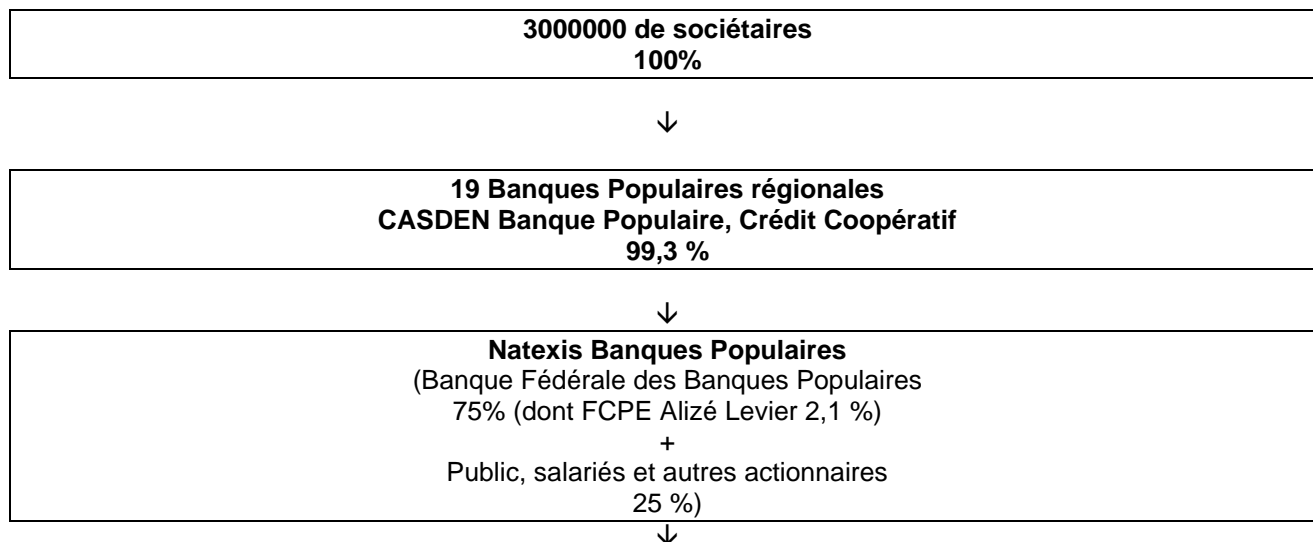 3000000 de sociétaires
100%
↓
19 Banques Populaires régionales
CASDEN Banque Populaire, Crédit Coopératif
99,3 %
↓
Natexis Banques Populaires
(Banque Fédérale des Banques Populaires
75% (dont FCPE Alizé Levier 2,1 %)
+
Public, salariés et autres actionnaires
25 %)
↓